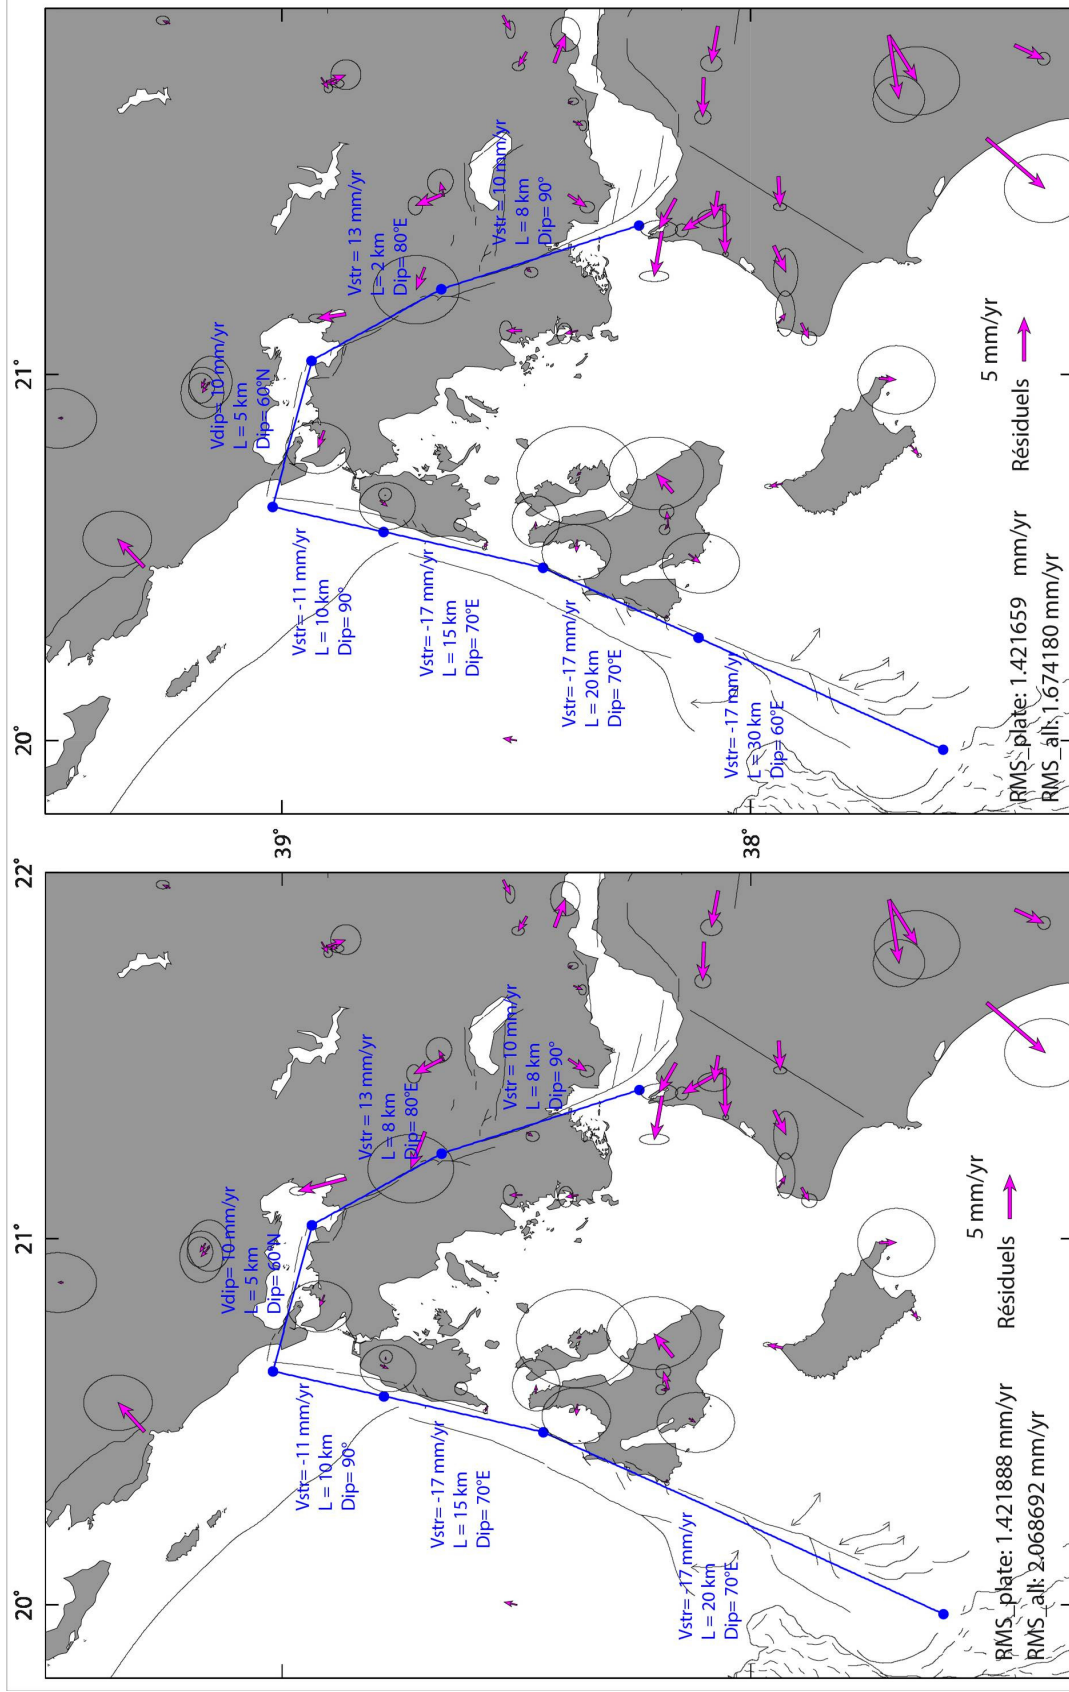 20°
21°
22°
Vstr= -11 mm/yr
L = 10 km
Dip= 90°
Vdip= 10 mm/yr
L = 5 km
Dip= 60°N
Vstr = 13 mm/yr
L = 8 km
Dip= 80°E
Vstr= -17 mm/yr
L = 15 km
Dip= 70°E
Vstr = 10 mm/yr
L = 8 km
Dip= 90°
Vstr= -17 mm/yr
L = 20 km
Dip= 70°E
RMS_plate: 1.421888 mm/yr
RMS_all: 2.068692 mm/yr
5 mm/yr
Résiduels
39°
38°
20°
21°
Vstr= -11 mm/yr
L = 10 km
Dip= 90°
Vdip= 10 mm/yr
L = 5 km
Dip= 60°N
Vstr = 13 mm/yr
L= 2 km
Dip= 80°E
Vstr= -17 mm/yr
L = 15 km
Dip= 70°E
Vstr = 10 mm/yr
L = 8 km
Dip= 90°
Vstr= -17 mm/yr
L = 20 km
Dip= 70°E
Vstr= -17 mm/yr
L = 30 km
Dip= 60°E
RMS_plate: 1.421659 mm/yr
RMS_all: 1.674180 mm/yr
5 mm/yr
Résiduels